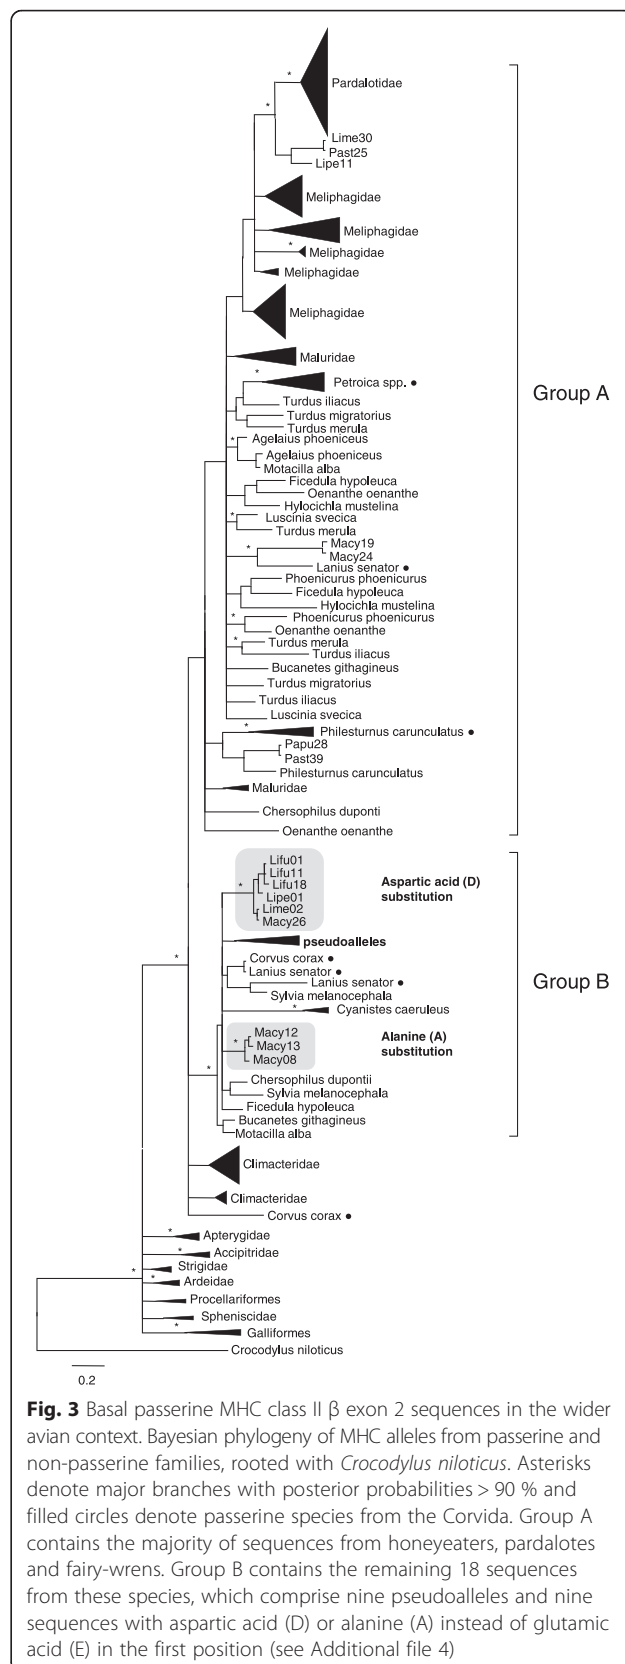 Pardalotidae
Lime30
Past25
Lipe11
Meliphagidae
Meliphagidae
Meliphagidae
Meliphagidae
Meliphagidae
Maluridae
Petroica spp. ●
Turdus iliacus
Turdus migratorius
Turdus merula
Agelaius phoeniceus
Agelaius phoeniceus
Motacilla alba
Ficedula hypoleuca
Oenanthe oenanthe
Hylocichla mustelina
Luscinia svecica
Turdus merula
Macy19
Macy24
Lanius senator ●
Phoenicurus phoenicurus
Ficedula hypoleuca
Hylocichla mustelina
Phoenicurus phoenicurus
Oenanthe oenanthe
Turdus merula
Turdus iliacus
Bucanetes githagineus
Turdus migratorius
Turdus iliacus
Luscinia svecica
Philesturnus carunculatus ●
Papu28
Past39
Philesturnus carunculatus
Maluridae
Chersophilus duponti
Oenanthe oenanthe
Group A
Lifu01
Lifu11
Lifu18
Lipe01
Lime02
Macy26
Aspartic acid (D)
substitution
pseudoalleles
Corvus corax ●
Lanius senator ●
Lanius senator ●
Sylvia melanocephala
Cyanistes caeruleus
Macy12
Macy13
Macy08
Alanine (A)
substitution
Chersophilus dupontii
Sylvia melanocephala
Ficedula hypoleuca
Bucanetes githagineus
Motacilla alba
Group B
Climacteridae
Climacteridae
Corvus corax ●
Apterygidae
Accipitridae
Strigidae
Ardeidae
Procellariformes
Spheniscidae
Galliformes
Crocodylus niloticus
0.2
Fig. 3 Basal passerine MHC class II β exon 2 sequences in the wider
avian context. Bayesian phylogeny of MHC alleles from passerine and
non-passerine families, rooted with Crocodylus niloticus. Asterisks
denote major branches with posterior probabilities > 90 % and
filled circles denote passerine species from the Corvida. Group A
contains the majority of sequences from honeyeaters, pardalotes
and fairy-wrens. Group B contains the remaining 18 sequences
from these species, which comprise nine pseudoalleles and nine
sequences with aspartic acid (D) or alanine (A) instead of glutamic
acid (E) in the first position (see Additional file 4)